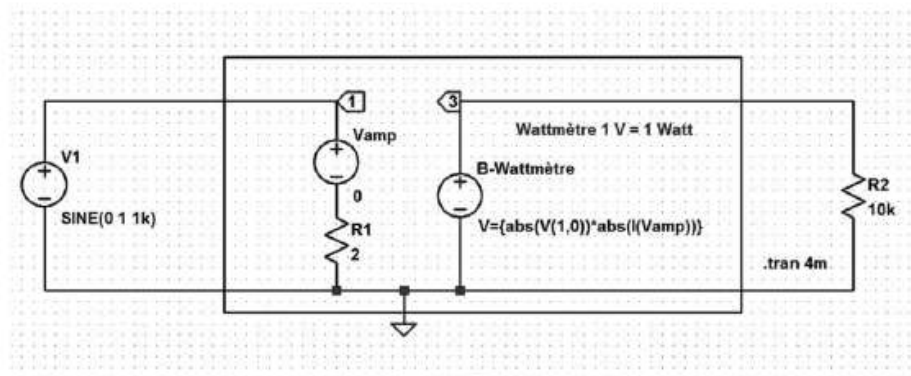 1
3
Wattmètre 1 V = 1 Watt
Vamp
V1
B-Wattmètre
R2
0
10k
SINE(0 1 1k)
R1
V={abs(V(1,0))*abs(I(Vamp))}
2
.tran 4m